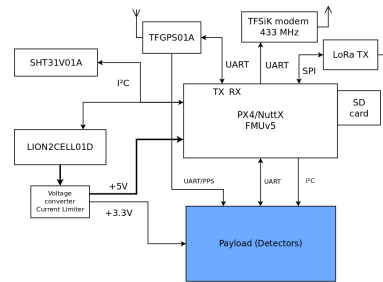 TFGPS01A
TFSiK modem
433 MHz
LoRa TX
SHT31V01A
UART
UART
SPI
I²C
TX RX
PX4/NuttX
FMUv5
SD
card
LION2CELL01D
Voltage
converter
Current Limiter
+5V
+3.3V
UART/PPS
UART
I²C
Payload (Detectors)